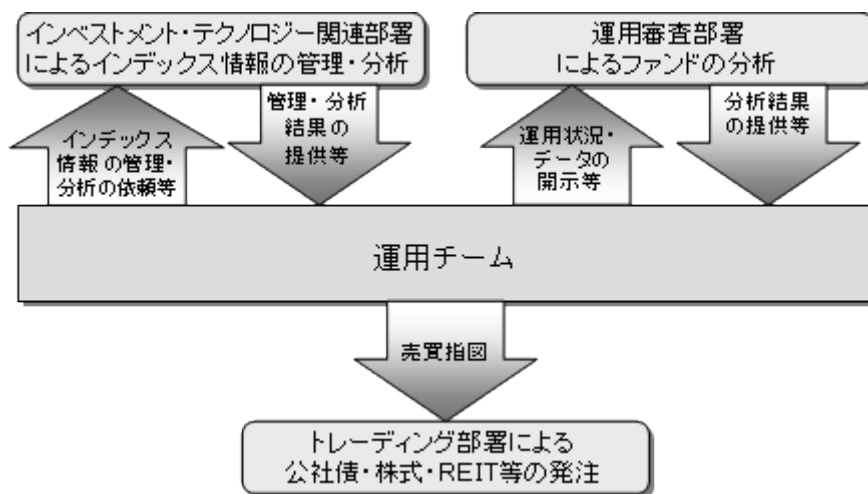 インベストメント・テクノロジー関連部署
によるインデックス情報の管理・分析
運用審査部署
によるファンドの分析
インデックス
情報の管理・
分析の依頼等
管理・分析
結果の
提供等
運用状況・
データの
開示等
分析結果
の提供等
運用チーム
売買指図
トレーディング部署による
公社債・株式・REIT等の発注